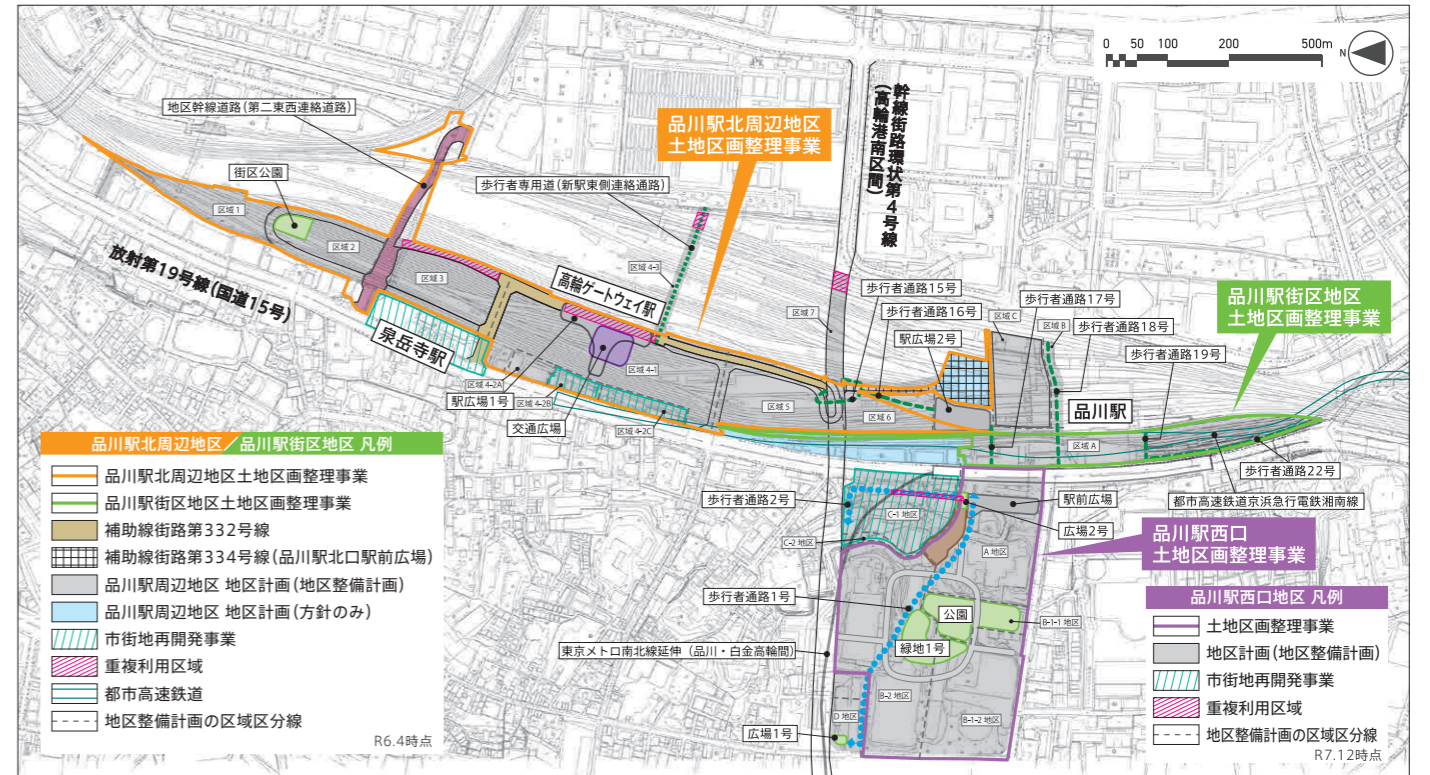 0 50 100 200 500m
N
地区幹線道路(第二東西連絡道路)
品川駅北周辺地区
土地区画整理事業
幹線街路環状第4号線
(高輪港南区間)
街区公園
歩行者専用道(新駅東側連絡通路)
区域1
区域2
区域3
区域4-3
高輪ゲートウェイ駅
放射第19号線(国道15号)
泉岳寺駅
区域7
歩行者通路15号
歩行者通路16号
駅広場2号
区域C
歩行者通路17号
区域B
歩行者通路18号
歩行者通路19号
品川駅街区地区
土地区画整理事業
区域4-2A
駅広場1号
区域4-2B
交通広場
区域4-1
区域4-2C
区域5
区域6
品川駅
区域A
歩行者通路22号
都市高速鉄道京浜急行電鉄湘南線
品川駅北周辺地区/品川駅街区地区 凡例
品川駅北周辺地区土地区画整理事業
品川駅街区地区土地区画整理事業
補助線街路第332号線
補助線街路第334号線(品川駅北口駅前広場)
品川駅周辺地区 地区計画(地区整備計画)
品川駅周辺地区 地区計画(方針のみ)
市街地再開発事業
重複利用区域
都市高速鉄道
地区整備計画の区域区分線
R6.4時点
歩行者通路2号
C-1地区
C-2地区
駅前広場
広場2号
A地区
品川駅西口
土地区画整理事業
歩行者通路1号
公園
B-1-1地区
緑地1号
東京メトロ南北線延伸(品川・白金高輪間)
B-2地区
D地区
B-1-2地区
広場1号
品川駅西口地区 凡例
土地区画整理事業
地区計画(地区整備計画)
市街地再開発事業
重複利用区域
地区整備計画の区域区分線
R7.12時点